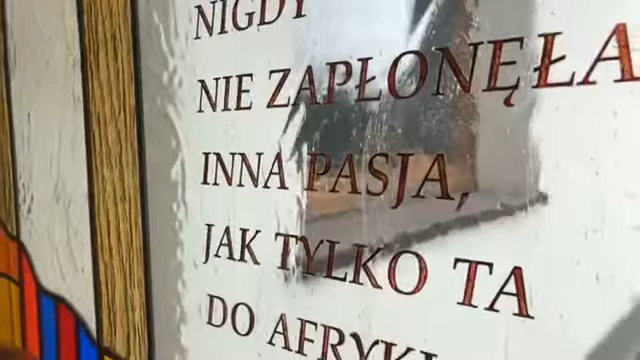 NIGDY
NIE ZAPŁONĘŁA
INNA PASJA,
JAK TYLKO TA
DO AFRYKI